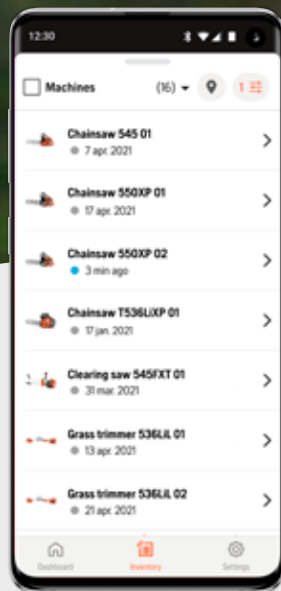 12:30
Machines (16) 1
Chainsaw 545 01
7 apr. 2021
Chainsaw 550XP 01
17 apr. 2021
Chainsaw 550XP 02
3 min ago
Chainsaw T536LiXP 01
17 jan. 2021
Clearing saw 545FXT 01
31 mar. 2021
Grass trimmer 536LiL 01
13 apr. 2021
Grass trimmer 536LiL 02
21 apr. 2021
Dashboard Inventory Settings